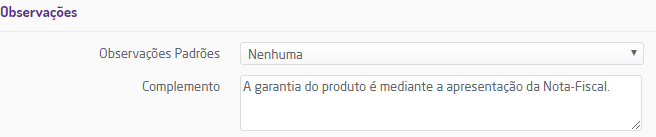 Observações
Observações Padrões Nenhuma
Complemento A garantia do produto é mediante a apresentação da Nota-Fiscal.